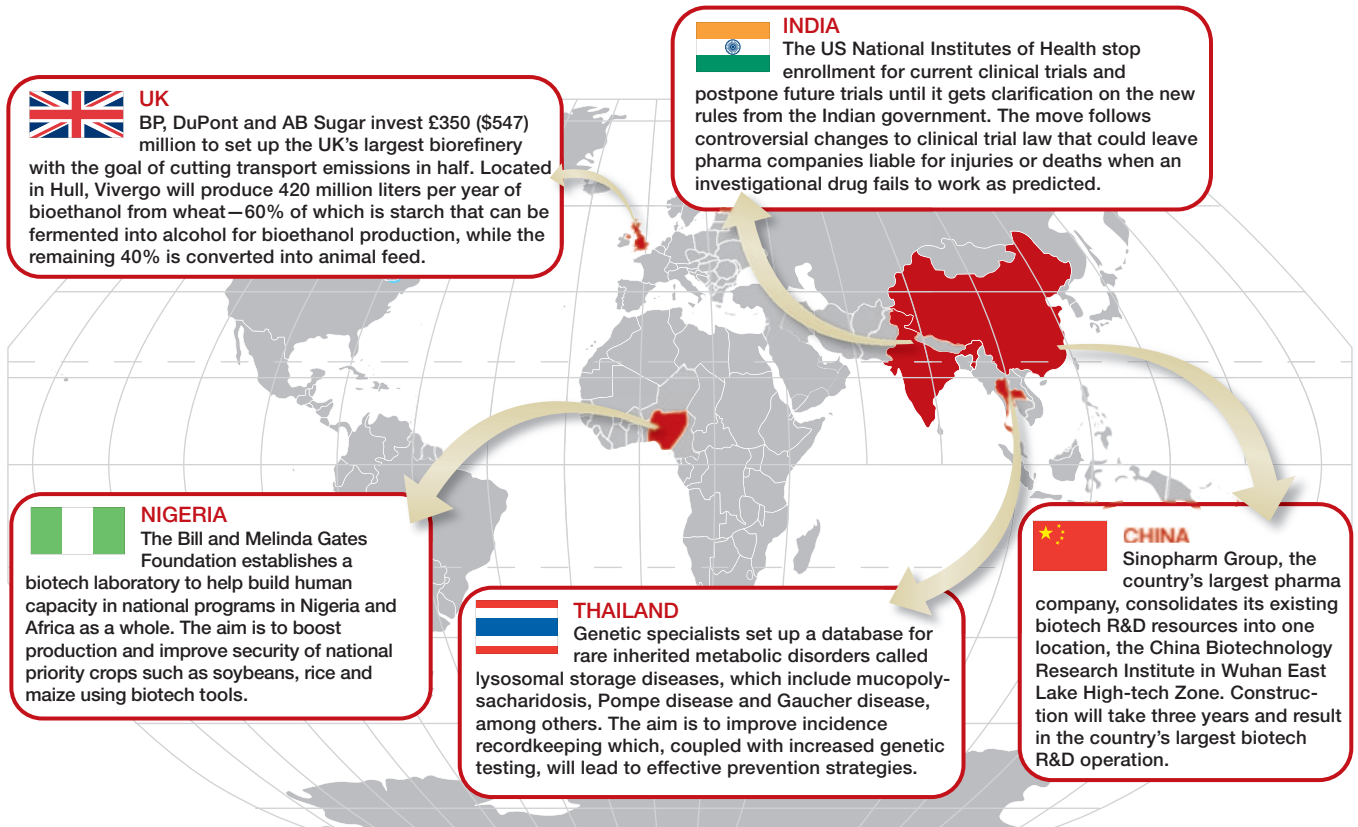 UK
BP, DuPont and AB Sugar invest £350 ($547)
million to set up the UK's largest biorefinery
with the goal of cutting transport emissions in half. Located
in Hull, Vivergo will produce 420 million liters per year of
bioethanol from wheat—60% of which is starch that can be
fermented into alcohol for bioethanol production, while the
remaining 40% is converted into animal feed.
INDIA
The US National Institutes of Health stop
enrollment for current clinical trials and
postpone future trials until it gets clarification on the new
rules from the Indian government. The move follows
controversial changes to clinical trial law that could leave
pharma companies liable for injuries or deaths when an
investigational drug fails to work as predicted.
NIGERIA
The Bill and Melinda Gates
Foundation establishes a
biotech laboratory to help build human
capacity in national programs in Nigeria and
Africa as a whole. The aim is to boost
production and improve security of national
priority crops such as soybeans, rice and
maize using biotech tools.
THAILAND
Genetic specialists set up a database for
rare inherited metabolic disorders called
lysosomal storage diseases, which include mucopoly-
sacharidosis, Pompe disease and Gaucher disease,
among others. The aim is to improve incidence
recordkeeping which, coupled with increased genetic
testing, will lead to effective prevention strategies.
CHINA
Sinopharm Group, the
country's largest pharma
company, consolidates its existing
biotech R&D resources into one
location, the China Biotechnology
Research Institute in Wuhan East
Lake High-tech Zone. Construc-
tion will take three years and result
in the country's largest biotech
R&D operation.